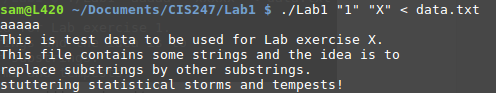 sam@L420 ~/Documents/CIS247/Lab1 $ ./Lab1 "1" "X" < data.txt
aaaaa
This is test data to be used for Lab exercise X.
This file contains some strings and the idea is to
replace substrings by other substrings.
stuttering statistical storms and tempests!